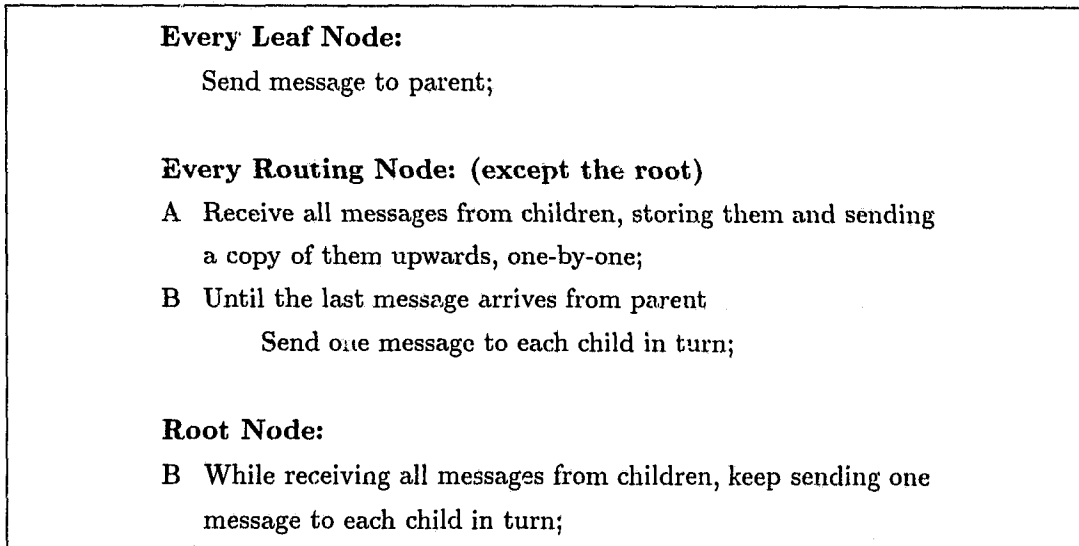 Every Leaf Node:
Send message to parent;
Every Routing Node: (except the root)
A Receive all messages from children, storing them and sending
a copy of them upwards, one-by-one;
B Until the last message arrives from parent
Send one message to each child in turn;
Root Node:
B While receiving all messages from children, keep sending one
message to each child in turn;